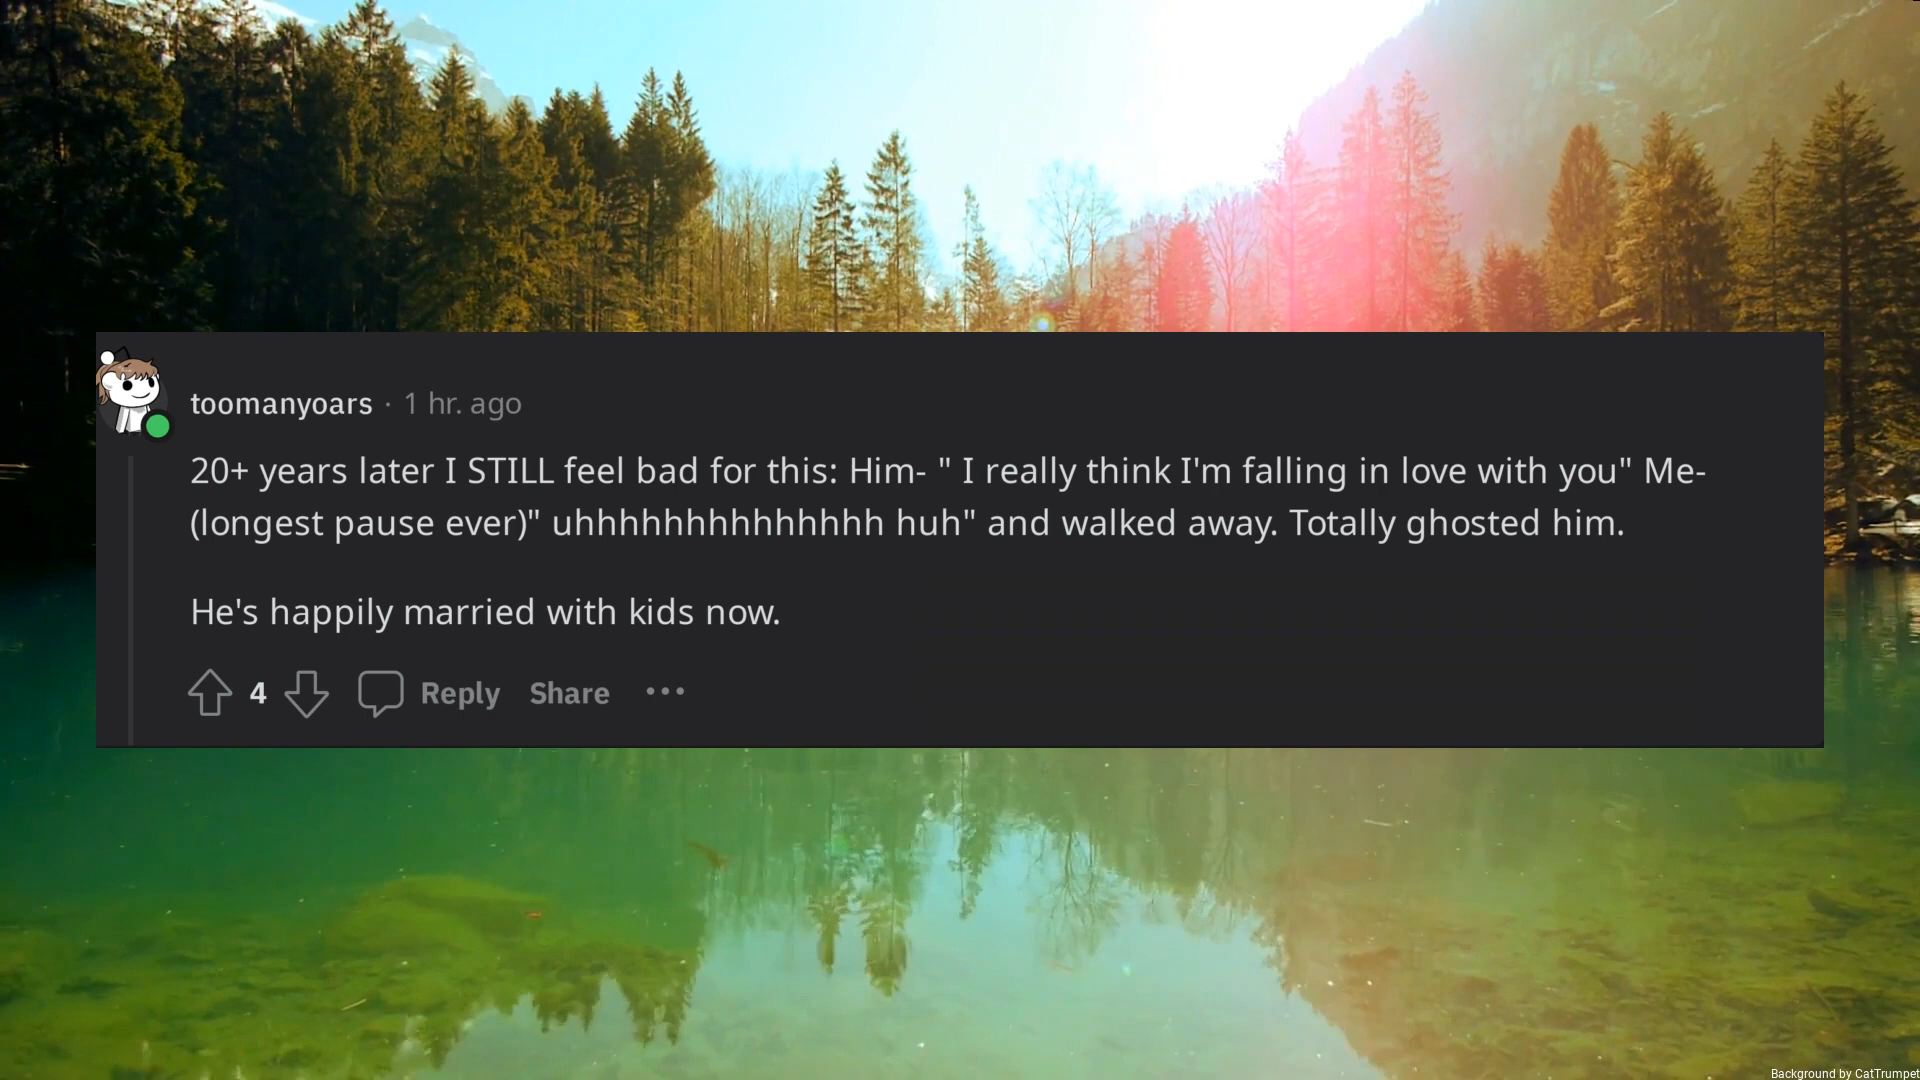 toomanyoars · 1 hr. ago
20+ years later I STILL feel bad for this: Him- " I really think I'm falling in love with you" Me-
(longest pause ever)" uhhhhhhhhhhhhhh huh" and walked away. Totally ghosted him.
He's happily married with kids now.
4 Reply Share ···
Background by CatTrumpet